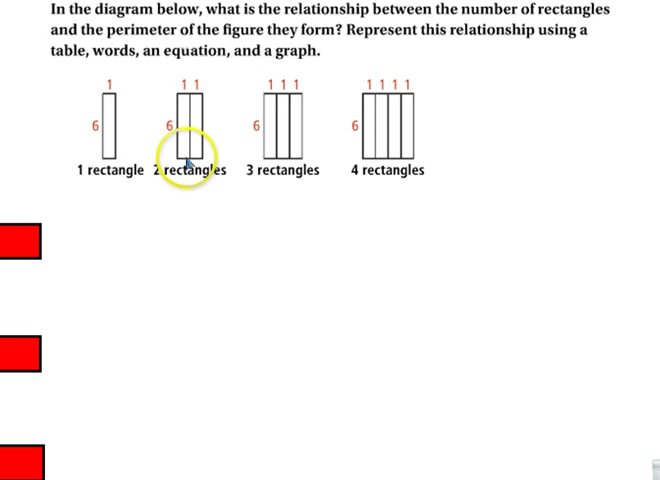 In the diagram below, what is the relationship between the number of rectangles
and the perimeter of the figure they form? Represent this relationship using a
table, words, an equation, and a graph.
1 1 1 1 1 1 1 1 1 1
6 6 6 6
1 rectangle 2 rectangles 3 rectangles 4 rectangles